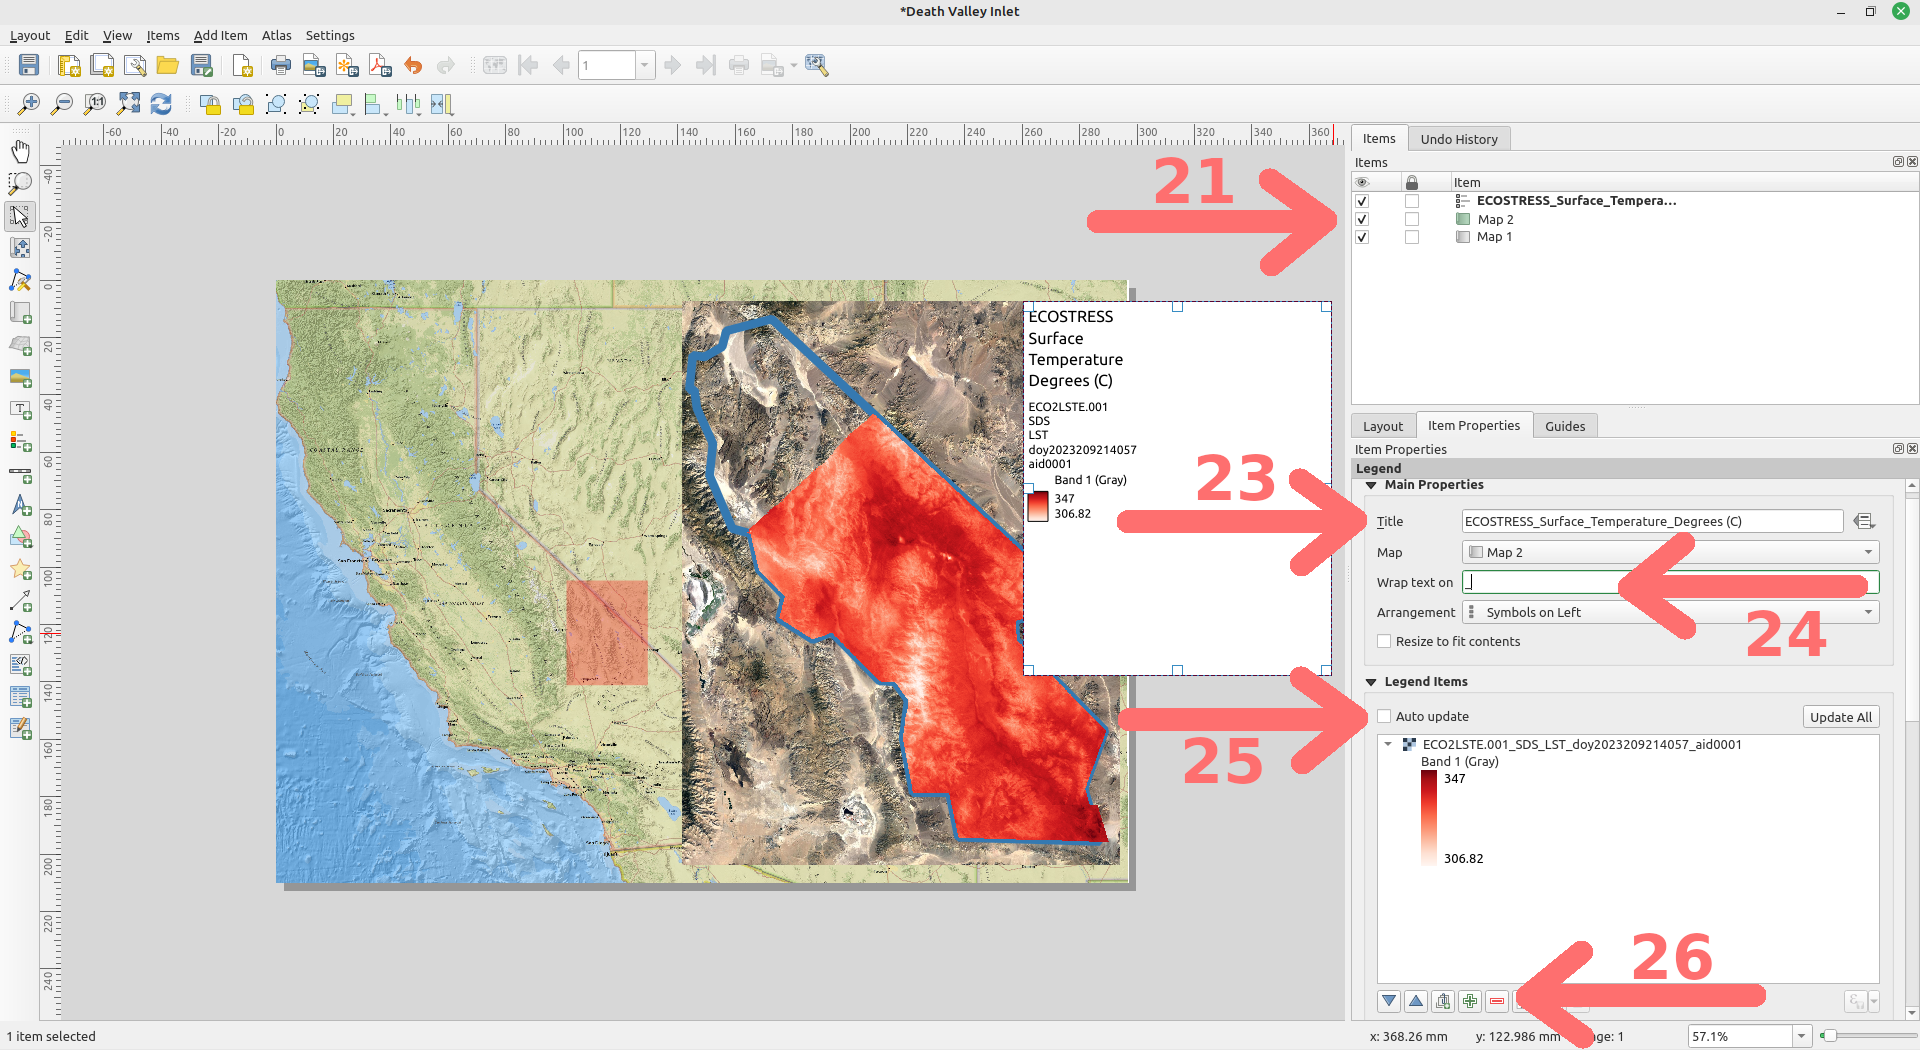 *Death Valley Inlet
Layout Edit View Items Add Item Atlas Settings
1
-60 -40 -20 0 20 40 60 80 100 120 140 160 180 200 220 240 260 280 300 320 340 360
-40
-20
0
20
40
60
80
100
120
140
160
180
200
220
240
Items Undo History
Items
Item
ECOSTRESS_Surface_Tempera...
Map 2
Map 1
21
ECOSTRESS
Surface
Temperature
Degrees (C)
ECO2LSTE.001
SDS
LST
doy2023209214057
aid0001
Band 1 (Gray)
347
306.82
23
Layout Item Properties Guides
Item Properties
Legend
Main Properties
Title ECOSTRESS_Surface_Temperature_Degrees (C)
Map Map 2
Wrap text on _
Arrangement Symbols on Left
Resize to fit contents
24
Legend Items
Auto update Update All
25
ECO2LSTE.001_SDS_LST_doy2023209214057_aid0001
Band 1 (Gray)
347
306.82
26
1 item selected
x: 368.26 mm y: 122.986 mm ge: 1 57.1%